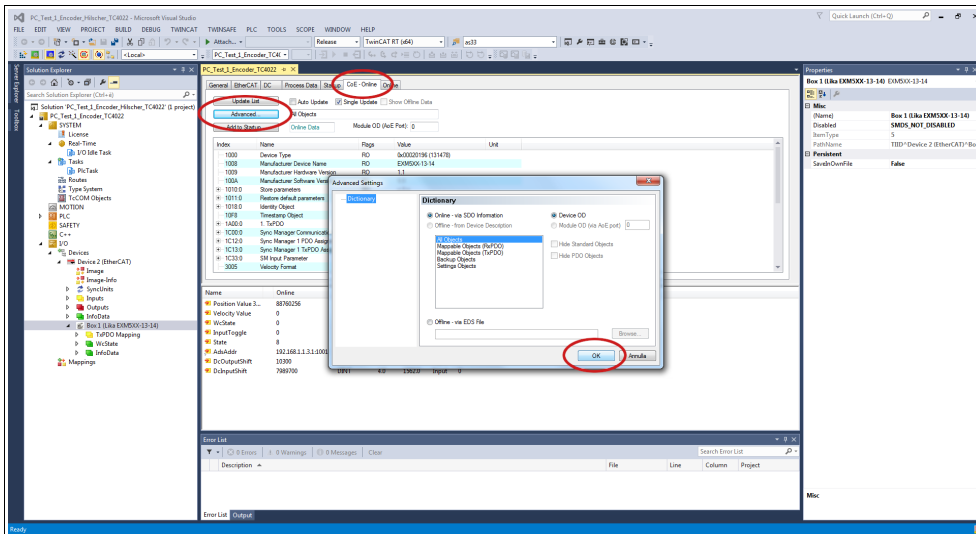 PC_Test_1_Encoder_Hilscher_TC4022 - Microsoft Visual Studio
Quick Launch (Ctrl+Q)
FILE EDIT VIEW PROJECT BUILD DEBUG TWINCAT TWINSAFE PLC TOOLS SCOPE WINDOW HELP
Attach... Release TwinCAT RT (x64) as33
<Local> PC_Test_1_Encoder_TC4(
Server Explorer
Toolbox
Solution Explorer
Search Solution Explorer (Ctrl+è)
Solution 'PC_Test_1_Encoder_Hilscher_TC4022' (1 project)
PC_Test_1_Encoder_TC4022
SYSTEM
License
Real-Time
I/O Idle Task
Tasks
PlcTask
Routes
Type System
TcCOM Objects
MOTION
PLC
SAFETY
C++
I/O
Devices
Device 2 (EtherCAT)
Image
Image-Info
SyncUnits
Inputs
Outputs
InfoData
Box 1 (Lika EXM5XX-13-14)
TxPDO Mapping
WcState
InfoData
Mappings
PC_Test_1_Encoder_TC4022
General EtherCAT DC Process Data Startup CoE - Online Online
Update List Auto Update Single Update Show Offline Data
Advanced... All Objects
Add to Startup... Online Data Module OD (AoE Port): 0
Index Name Flags Value Unit
1000 Device Type RO 0x00020196 (131478)
1008 Manufacturer Device Name RO EXM5XX-13-14
1009 Manufacturer Hardware Version RO 1.1
100A Manufacturer Software Vers
1010:0 Store parameters
1011:0 Restore default parameters
1018:0 Identity Object
10F8 Timestamp Object
1A00:0 1. TxPDO
1C00:0 Sync Manager Communicatio
1C12:0 Sync Manager 1 PDO Assign
1C13:0 Sync Manager 1 TxPDO Ass
1C33:0 SM Input Parameter
3005 Velocity Format
Advanced Settings
Dictionary
Dictionary
Online - via SDO Information Device OD
Offline - from Device Description Module OD (via AoE port) 0
All Objects
Mappable Objects (RxPDO)
Mappable Objects (TxPDO)
Backup Objects
Settings Objects
Hide Standard Objects
Hide PDO Objects
Offline - via EDS File
Browse...
OK Annulla
Name Online
Position Value 3... 88760256
Velocity Value 0
WcState 0
InputToggle 0
State 8
AdsAddr 192.168.1.1.3.1:1001
DcOutputShift 10300
DcInputShift 7989700 DINT 4.0 1562.0 Input 0
Error List
0 Errors 0 Warnings 0 Messages Clear
Search Error List
Description File Line Column Project
Error List Output
Properties
Box 1 (Lika EXM5XX-13-14) EXM5XX-13-14
Misc
(Name) Box 1 (Lika EXM5XX-13-14)
Disabled SMDS_NOT_DISABLED
ItemType 5
PathName TIID^Device 2 (EtherCAT)^Bo
Persistent
SaveInOwnFile False
Misc
Ready